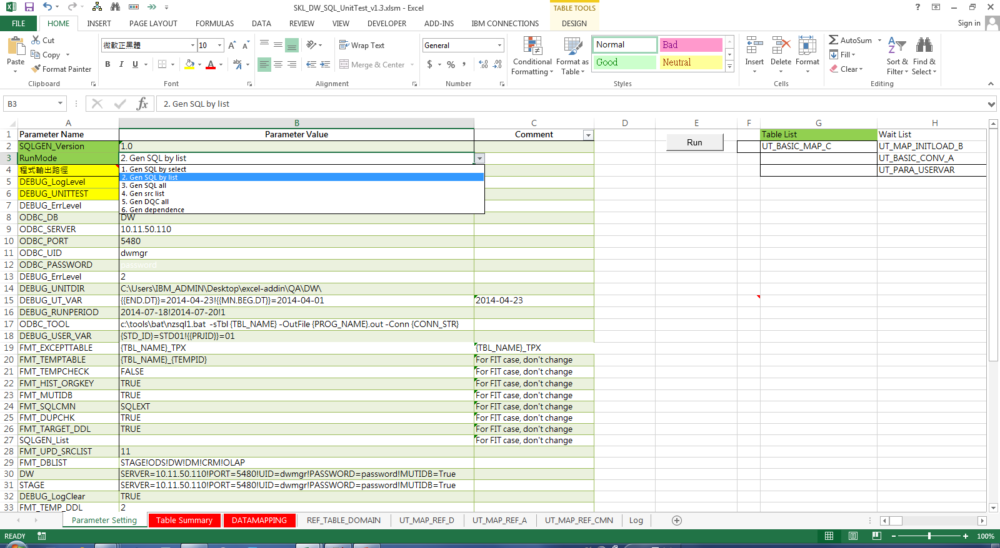 SKL_DW_SQL_UnitTest_v1.3.xlsm - Excel
TABLE TOOLS
FILE HOME INSERT PAGE LAYOUT FORMULAS DATA REVIEW VIEW DEVELOPER ADD-INS IBM CONNECTIONS DESIGN Sign in
Paste
Cut
Copy
Format Painter
Clipboard
微軟正黑體 10
B I U
Font
Wrap Text
Merge & Center
Alignment
General
$ % ,
Number
Conditional Formatting
Format as Table
Normal Bad
Good Neutral
Styles
Insert Delete Format
Cells
AutoSum
Fill
Clear
Sort & Filter
Find & Select
Editing
B3 fx 2. Gen SQL by list
A B C D E F G H
1 Parameter Name Parameter Value Comment Table List Wait List
Run
2 SQLGEN_Version 1.0 UT_BASIC_MAP_C UT_MAP_INITLOAD_B
3 RunMode 2. Gen SQL by list UT_BASIC_CONV_A
4 程式輸出路徑 UT_PARA_USERVAR
1. Gen SQL by select
2. Gen SQL by list
3. Gen SQL all
4. Gen src list
5. Gen DQC all
6. Gen dependence
5 DEBUG_LogLevel
6 DEBUG_UNITTEST
7 DEBUG_ErrLevel
8 ODBC_DB DW
9 ODBC_SERVER 10.11.50.110
10 ODBC_PORT 5480
11 ODBC_UID dwmgr
12 ODBC_PASSWORD password
13 DEBUG_ErrLevel 2
14 DEBUG_UNITDIR C:\Users\IBM_ADMIN\Desktop\excel-addin\QA\DW\
15 DEBUG_UT_VAR {{END.DT}}=2014-04-23!{{MN.BEG.DT}}=2014-04-01 2014-04-23
16 DEBUG_RUNPERIOD 2014-07-18!2014-07-20!1
17 ODBC_TOOL c:\tools\bat\nzsql1.bat -sTbl {TBL_NAME} -OutFile {PROG_NAME}.out -Conn {CONN_STR}
18 DEBUG_USER_VAR {STD_ID}=STD01!{{PRJID}}=01
19 FMT_EXCEPTTABLE {TBL_NAME}_TPX {TBL_NAME}_TPX
20 FMT_TEMPTABLE {TBL_NAME}_{TEMPID} For FIT case, don't change
21 FMT_TEMPCHECK FALSE For FIT case, don't change
22 FMT_HIST_ORGKEY TRUE For FIT case, don't change
23 FMT_MUTIDB TRUE For FIT case, don't change
24 FMT_SQLCMN SQLEXT For FIT case, don't change
25 FMT_DUPCHK TRUE For FIT case, don't change
26 FMT_TARGET_DDL TRUE For FIT case, don't change
27 SQLGEN_List For FIT case, don't change
28 FMT_UPD_SRCLIST 11
29 FMT_DBLIST STAGE!ODS!DW!DM!CRM!OLAP
30 DW SERVER=10.11.50.110!PORT=5480!UID=dwmgr!PASSWORD=password!MUTIDB=True
31 STAGE SERVER=10.11.50.110!PORT=5480!UID=dwmgr!PASSWORD=password!MUTIDB=True
32 DEBUG_LogClear TRUE
33 FMT_TEMP_DDL 2
Parameter Setting Table Summary DATAMAPPING REF_TABLE_DOMAIN UT_MAP_REF_D UT_MAP_REF_A UT_MAP_REF_CMN Log
READY 100%